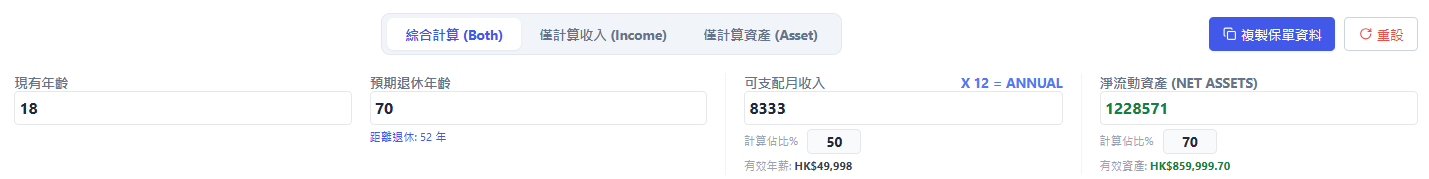 綜合計算 (Both) 僅計算收入 (Income) 僅計算資產 (Asset) 複製保單資料 重設
現有年齡 預期退休年齡 可支配月收入 X 12 = ANNUAL 淨流動資產 (NET ASSETS)
18 70 8333 1228571
距離退休: 52 年 計算佔比% 50 計算佔比% 70
有效年薪: HK$49,998 有效資產: HK$859,999.70